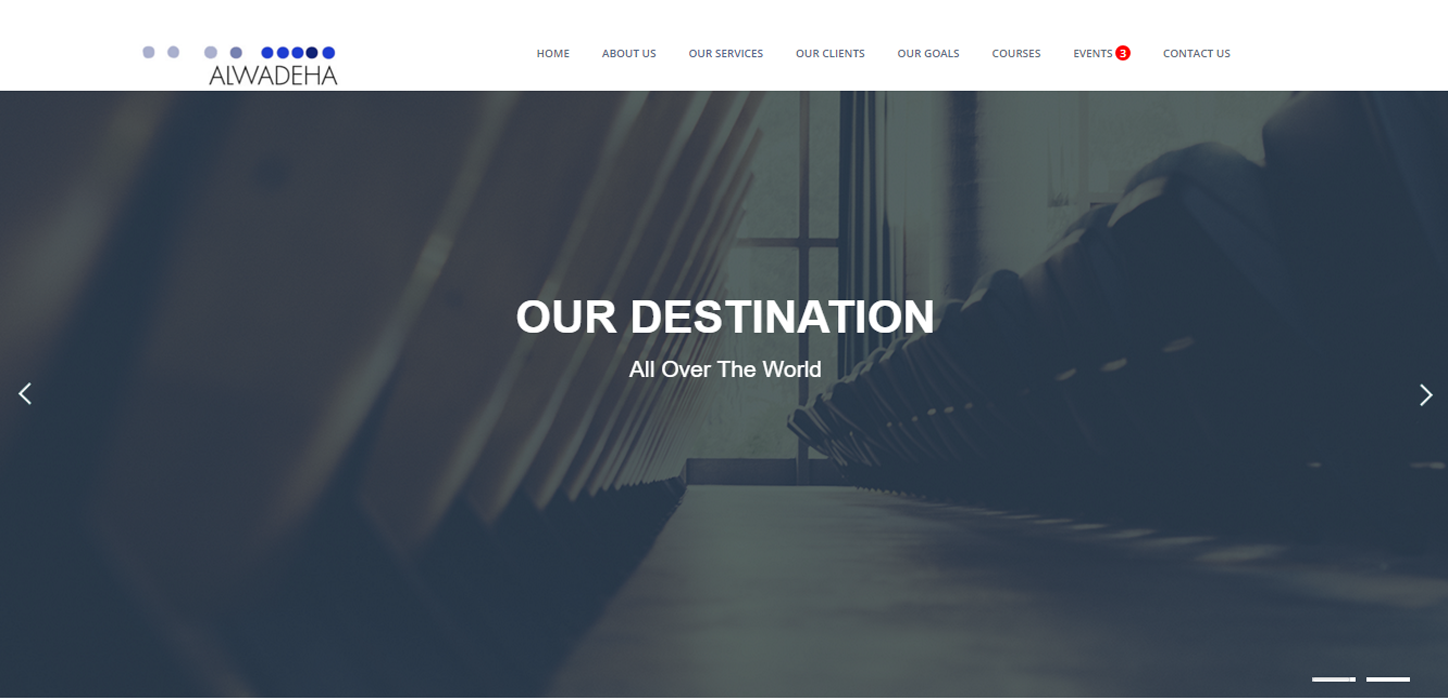 ALWADEHA
HOME ABOUT US OUR SERVICES OUR CLIENTS OUR GOALS COURSES EVENTS 3 CONTACT US
OUR DESTINATION
All Over The World